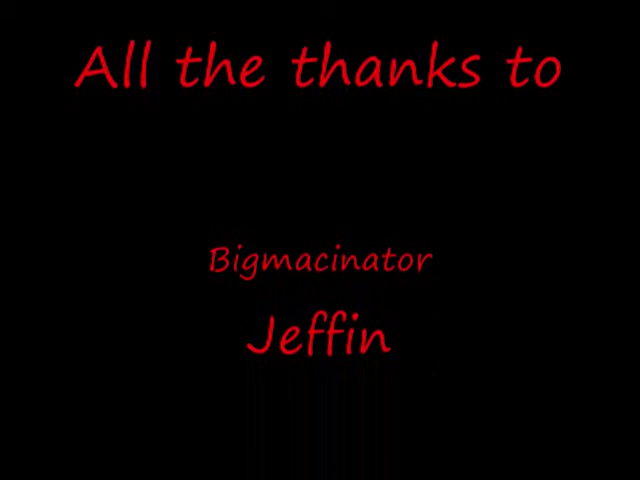 All the thanks to
Bigmacinator
Jeffin